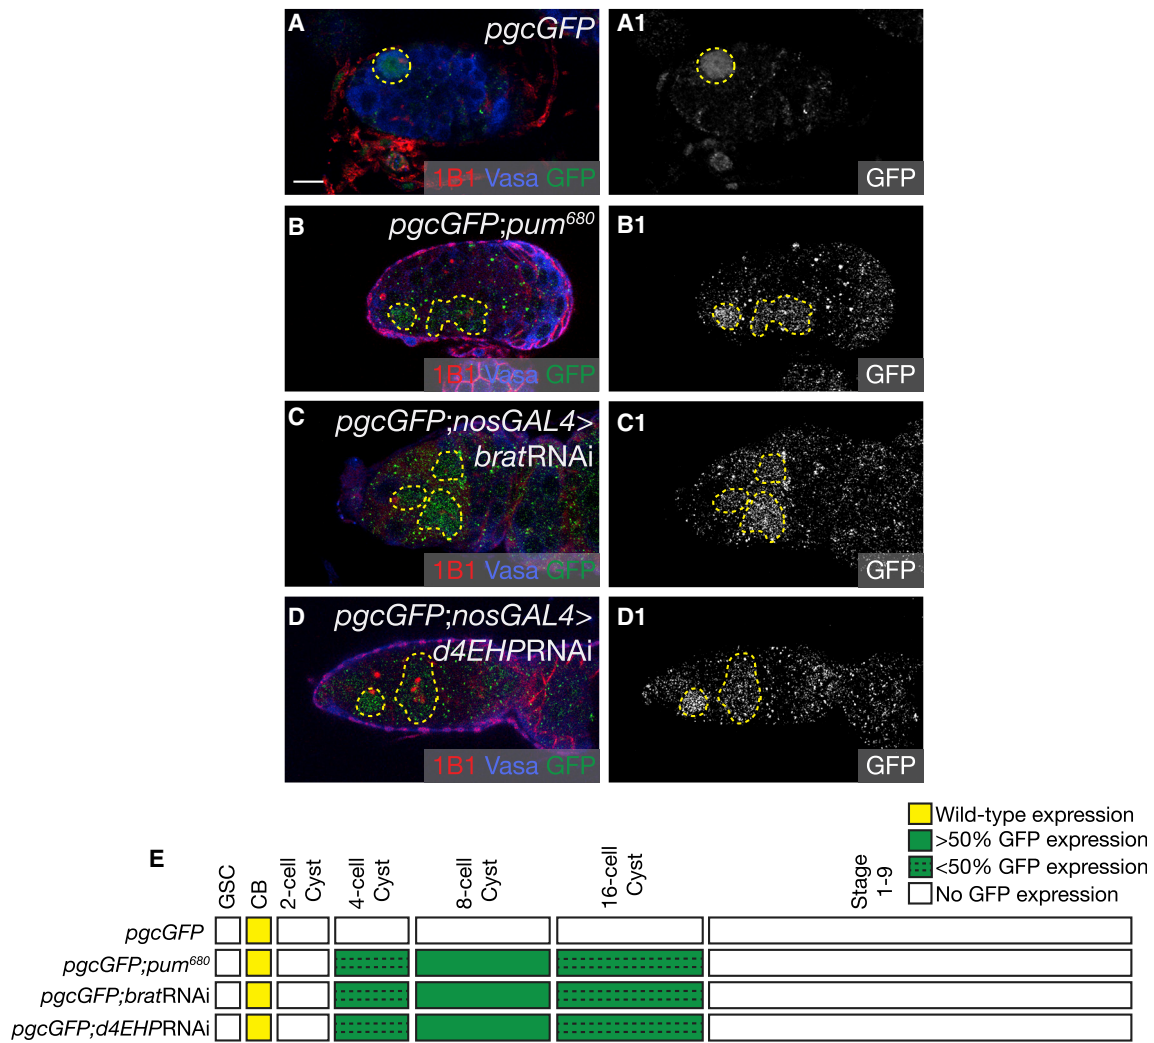 A
pgcGFP
1B1 Vasa GFP
A1
GFP
B
pgcGFP;pum680
1B1 Vasa GFP
B1
GFP
C
pgcGFP;nosGAL4>
bratRNAi
1B1 Vasa GFP
C1
GFP
D
pgcGFP;nosGAL4>
d4EHPRNAi
1B1 Vasa GFP
D1
GFP
Wild-type expression
>50% GFP expression
<50% GFP expression
No GFP expression
E
GSC
CB
2-cell
Cyst
4-cell
Cyst
8-cell
Cyst
16-cell
Cyst
Stage
1-9
pgcGFP
pgcGFP;pum680
pgcGFP;bratRNAi
pgcGFP;d4EHPRNAi